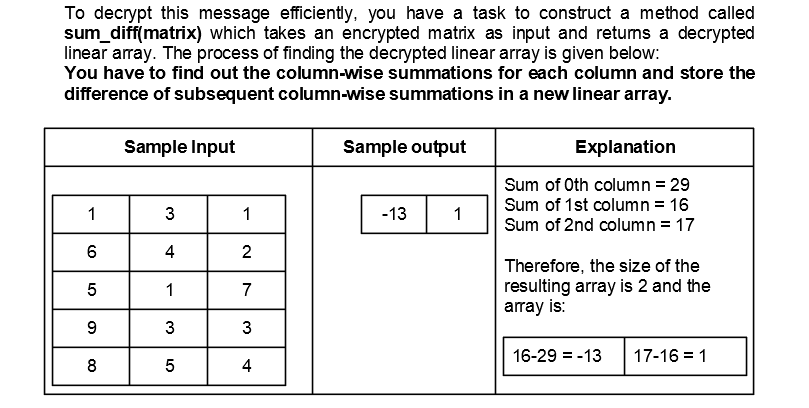 To decrypt this message efficiently, you have a task to construct a method called
sum_diff(matrix) which takes an encrypted matrix as input and returns a decrypted
linear array. The process of finding the decrypted linear array is given below:
You have to find out the column-wise summations for each column and store the
difference of subsequent column-wise summations in a new linear array.
Sample Input Sample output Explanation
1 3 1
6 4 2
5 1 7
9 3 3
8 5 4
-13 1
Sum of 0th column = 29
Sum of 1st column = 16
Sum of 2nd column = 17
Therefore, the size of the
resulting array is 2 and the
array is:
16-29 = -13 17-16 = 1